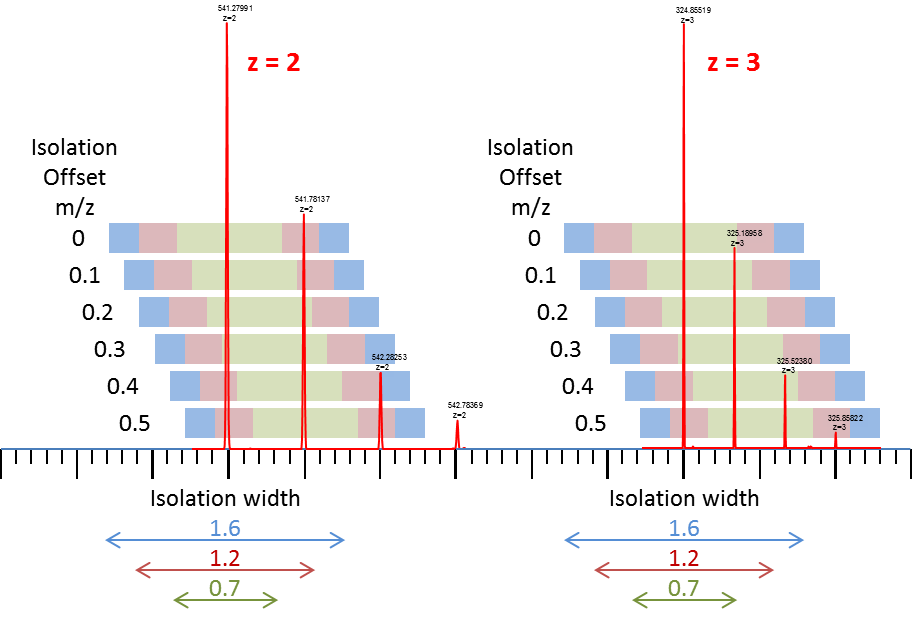 541.27991
z=2
z = 2
Isolation
Offset
m/z
541.78137
z=2
0
0.1
0.2
0.3
542.28253
z=2
0.4
542.78369
z=2
0.5
Isolation width
1.6
1.2
0.7
324.85519
z=3
z = 3
Isolation
Offset
m/z
325.18958
z=3
0
0.1
0.2
0.3
325.52380
z=3
0.4
325.85822
z=3
0.5
Isolation width
1.6
1.2
0.7